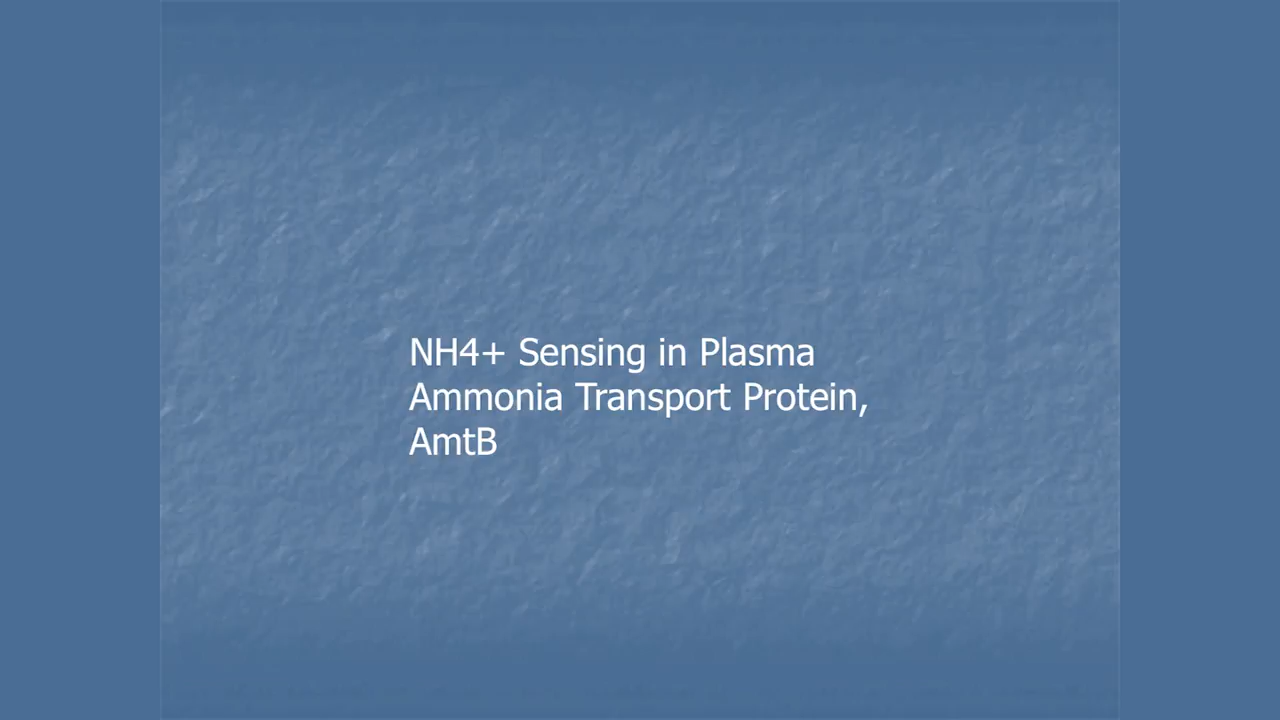 NH4+ Sensing in Plasma
Ammonia Transport Protein,
AmtB